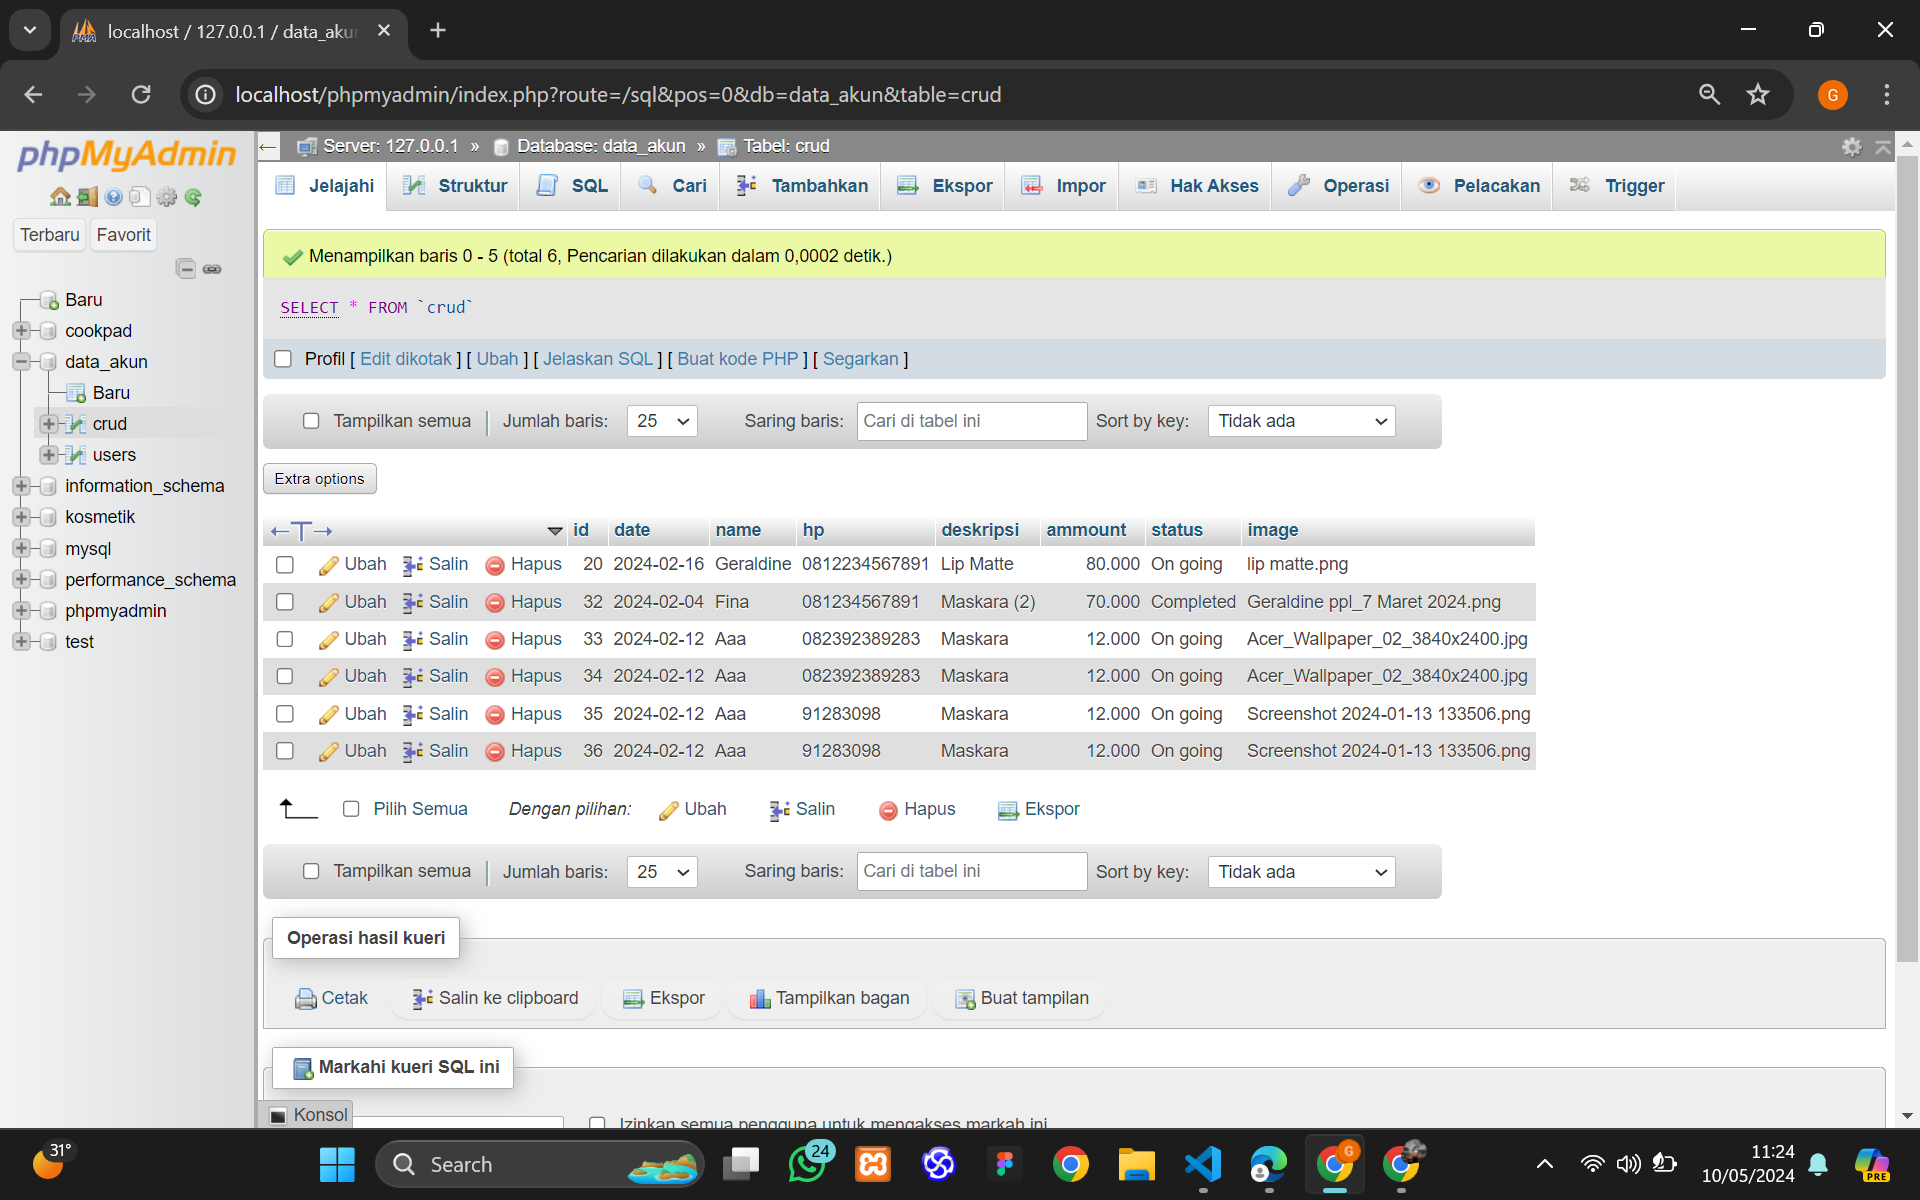 localhost / 127.0.0.1 / data_aku
localhost/phpmyadmin/index.php?route=/sql&pos=0&db=data_akun&table=crud
G
phpMyAdmin
Terbaru Favorit
Baru
cookpad
data_akun
Baru
crud
users
information_schema
kosmetik
mysql
performance_schema
phpmyadmin
test
Server: 127.0.0.1 » Database: data_akun » Tabel: crud
Jelajahi Struktur SQL Cari Tambahkan Ekspor Impor Hak Akses Operasi Pelacakan Trigger
Menampilkan baris 0 - 5 (total 6, Pencarian dilakukan dalam 0,0002 detik.)
SELECT * FROM `crud`
Profil [ Edit dikotak ] [ Ubah ] [ Jelaskan SQL ] [ Buat kode PHP ] [ Segarkan ]
Tampilkan semua Jumlah baris: 25 Saring baris: Cari di tabel ini Sort by key: Tidak ada
Extra options
id date name hp deskripsi ammount status image
Ubah Salin Hapus 20 2024-02-16 Geraldine 0812234567891 Lip Matte 80.000 On going lip matte.png
Ubah Salin Hapus 32 2024-02-04 Fina 081234567891 Maskara (2) 70.000 Completed Geraldine ppl_7 Maret 2024.png
Ubah Salin Hapus 33 2024-02-12 Aaa 082392389283 Maskara 12.000 On going Acer_Wallpaper_02_3840x2400.jpg
Ubah Salin Hapus 34 2024-02-12 Aaa 082392389283 Maskara 12.000 On going Acer_Wallpaper_02_3840x2400.jpg
Ubah Salin Hapus 35 2024-02-12 Aaa 91283098 Maskara 12.000 On going Screenshot 2024-01-13 133506.png
Ubah Salin Hapus 36 2024-02-12 Aaa 91283098 Maskara 12.000 On going Screenshot 2024-01-13 133506.png
Pilih Semua Dengan pilihan: Ubah Salin Hapus Ekspor
Tampilkan semua Jumlah baris: 25 Saring baris: Cari di tabel ini Sort by key: Tidak ada
Operasi hasil kueri
Cetak Salin ke clipboard Ekspor Tampilkan bagan Buat tampilan
Markahi kueri SQL ini
Konsol
Izinkan semua pengguna untuk mengakses markah ini
31°
Search
24
G
11:24
10/05/2024
PRE